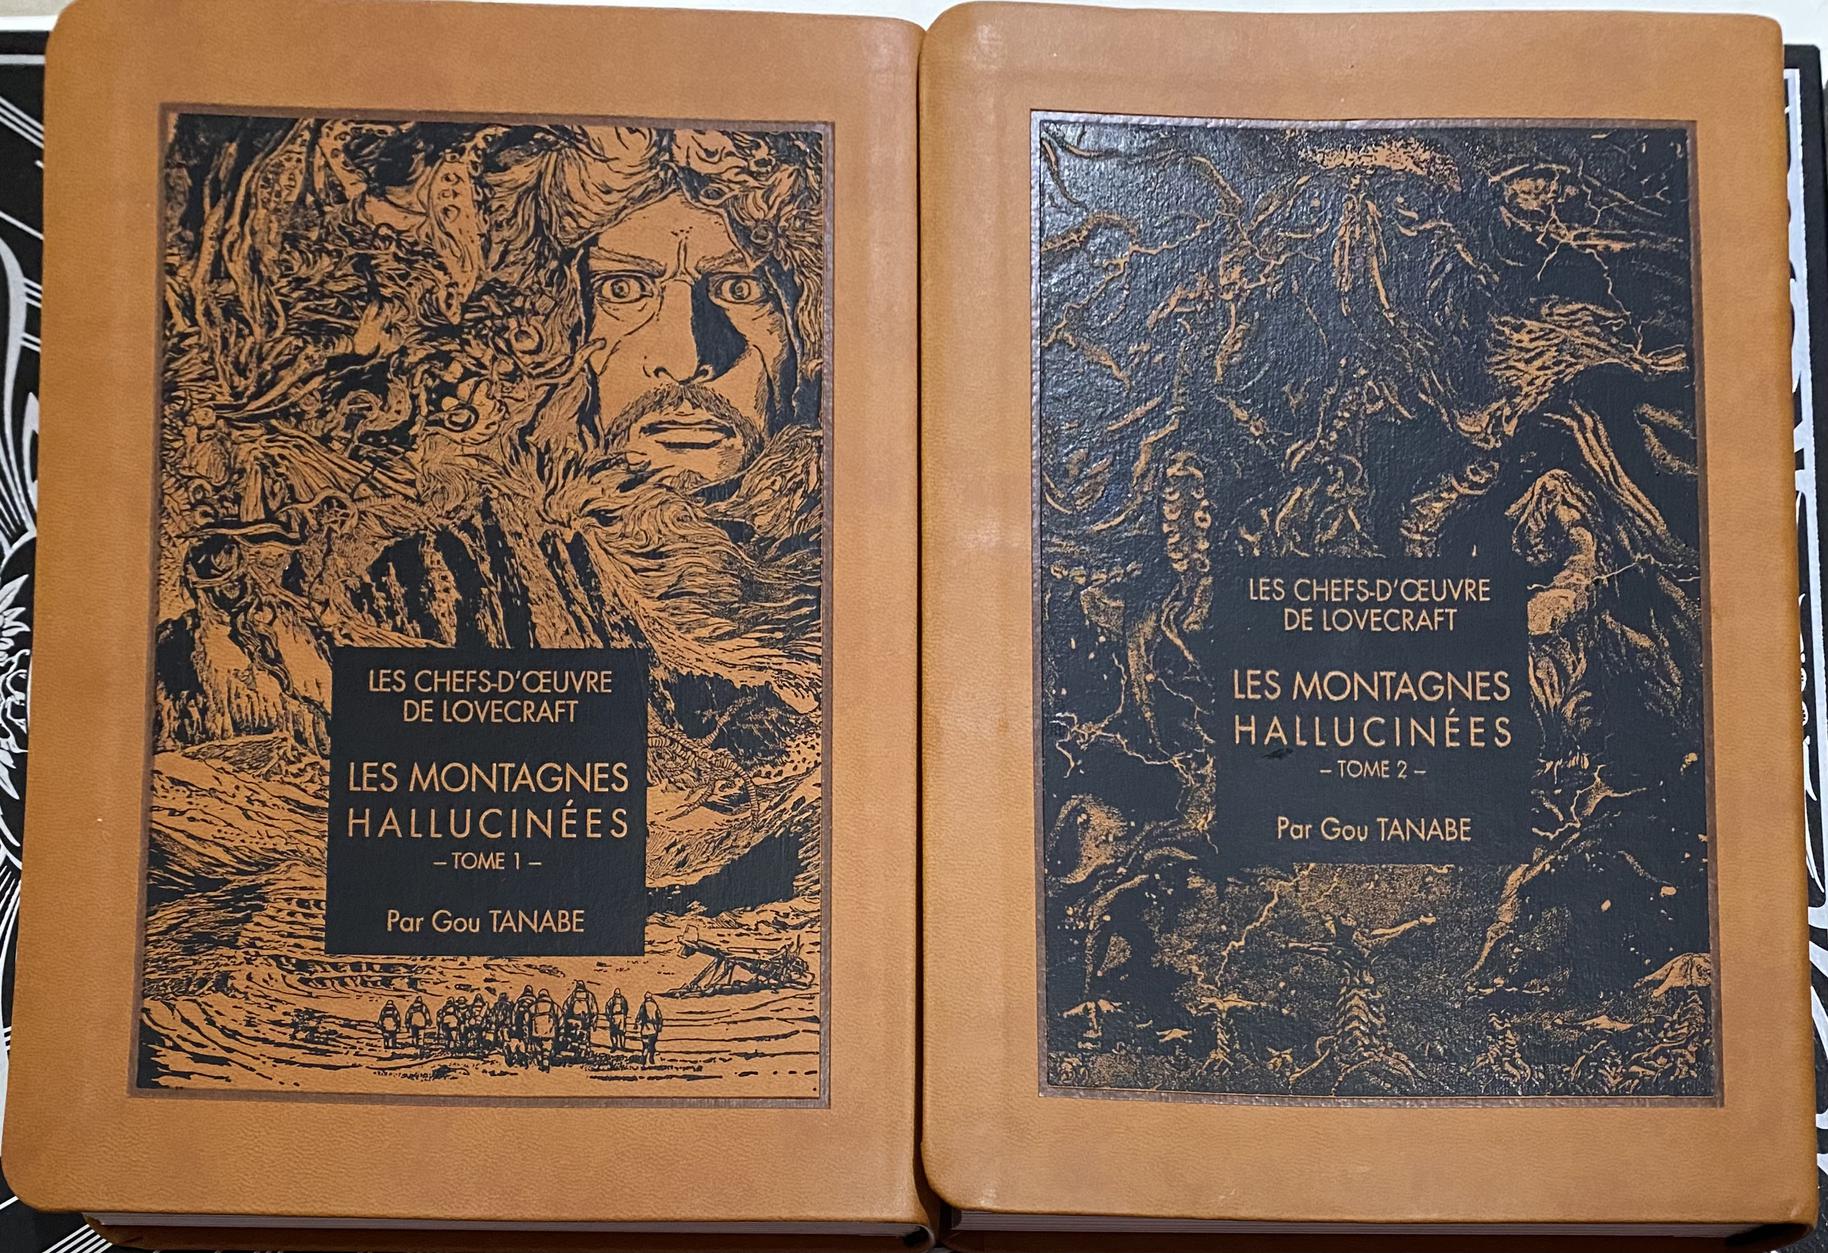 LES CHEFS-D'ŒUVRE
DE LOVECRAFT
LES MONTAGNES
HALLUCINÉES
– TOME 1 –
Par Gou TANABE
LES CHEFS-D'ŒUVRE
DE LOVECRAFT
LES MONTAGNES
HALLUCINÉES
– TOME 2 –
Par Gou TANABE